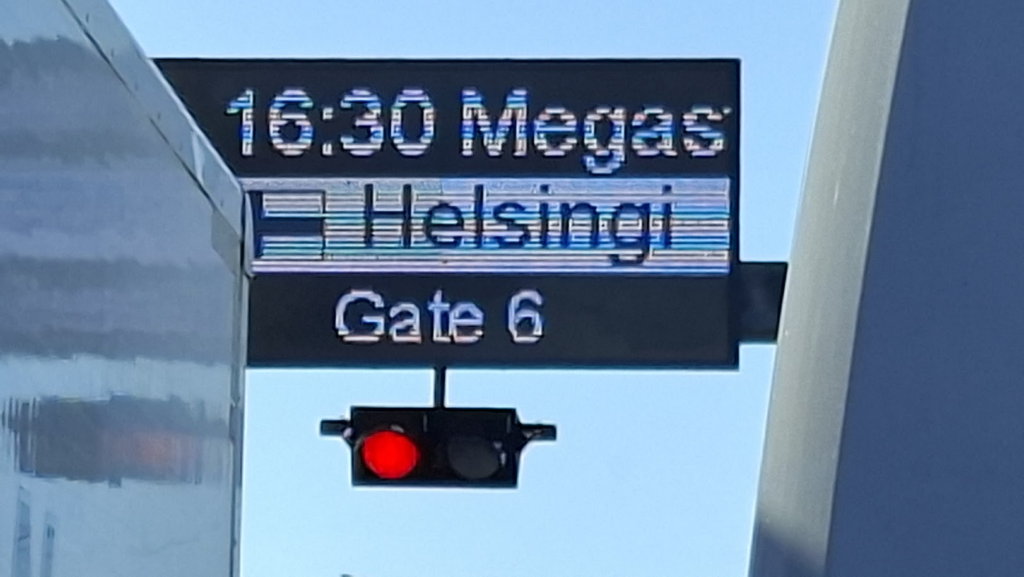 16:30 Megas
Helsingi
Gate 6